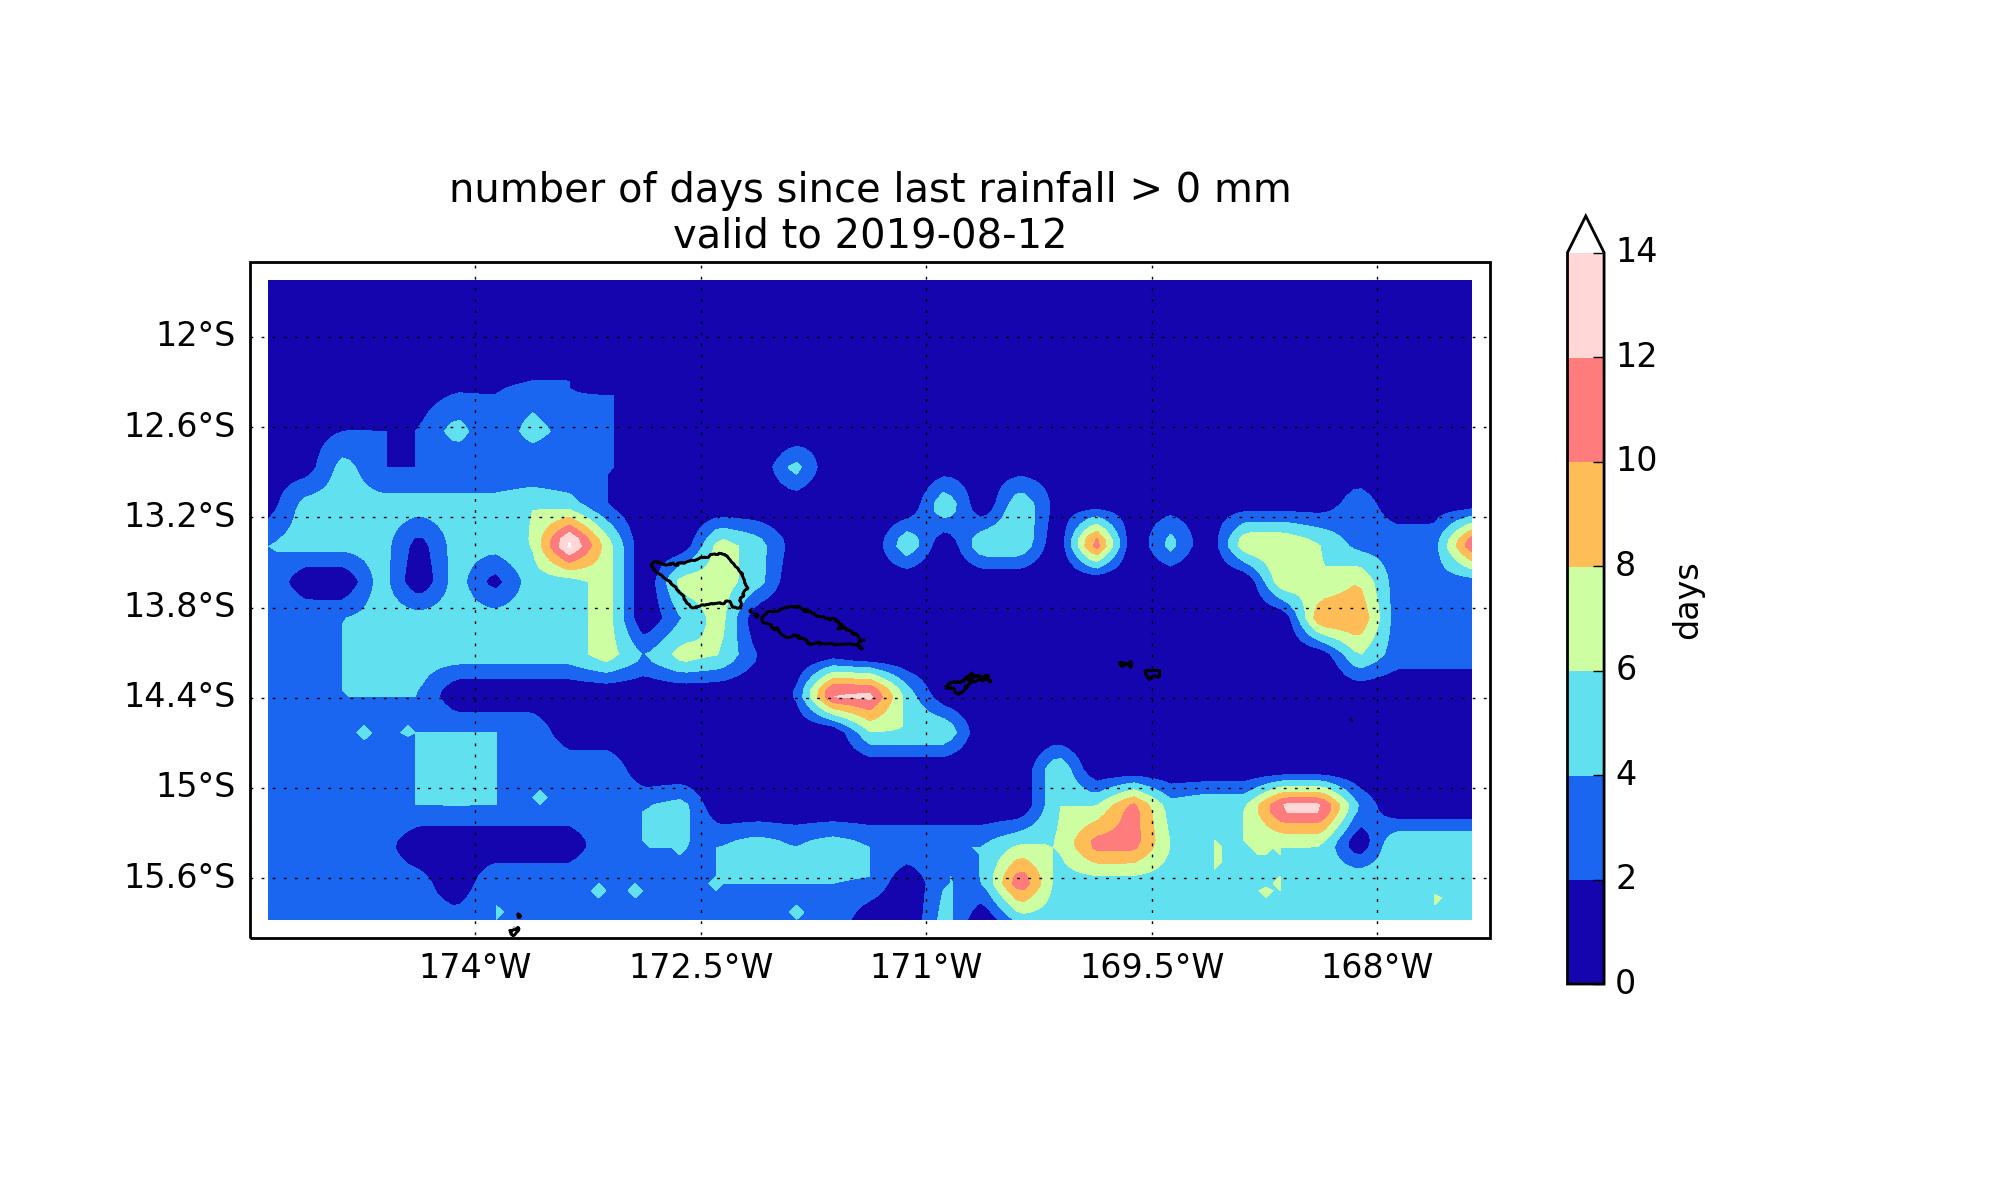 number of days since last rainfall > 0 mm
valid to 2019-08-12
12°S
12.6°S
13.2°S
13.8°S
14.4°S
15°S
15.6°S
174°W
172.5°W
171°W
169.5°W
168°W
14
12
10
8
6
4
2
0
days